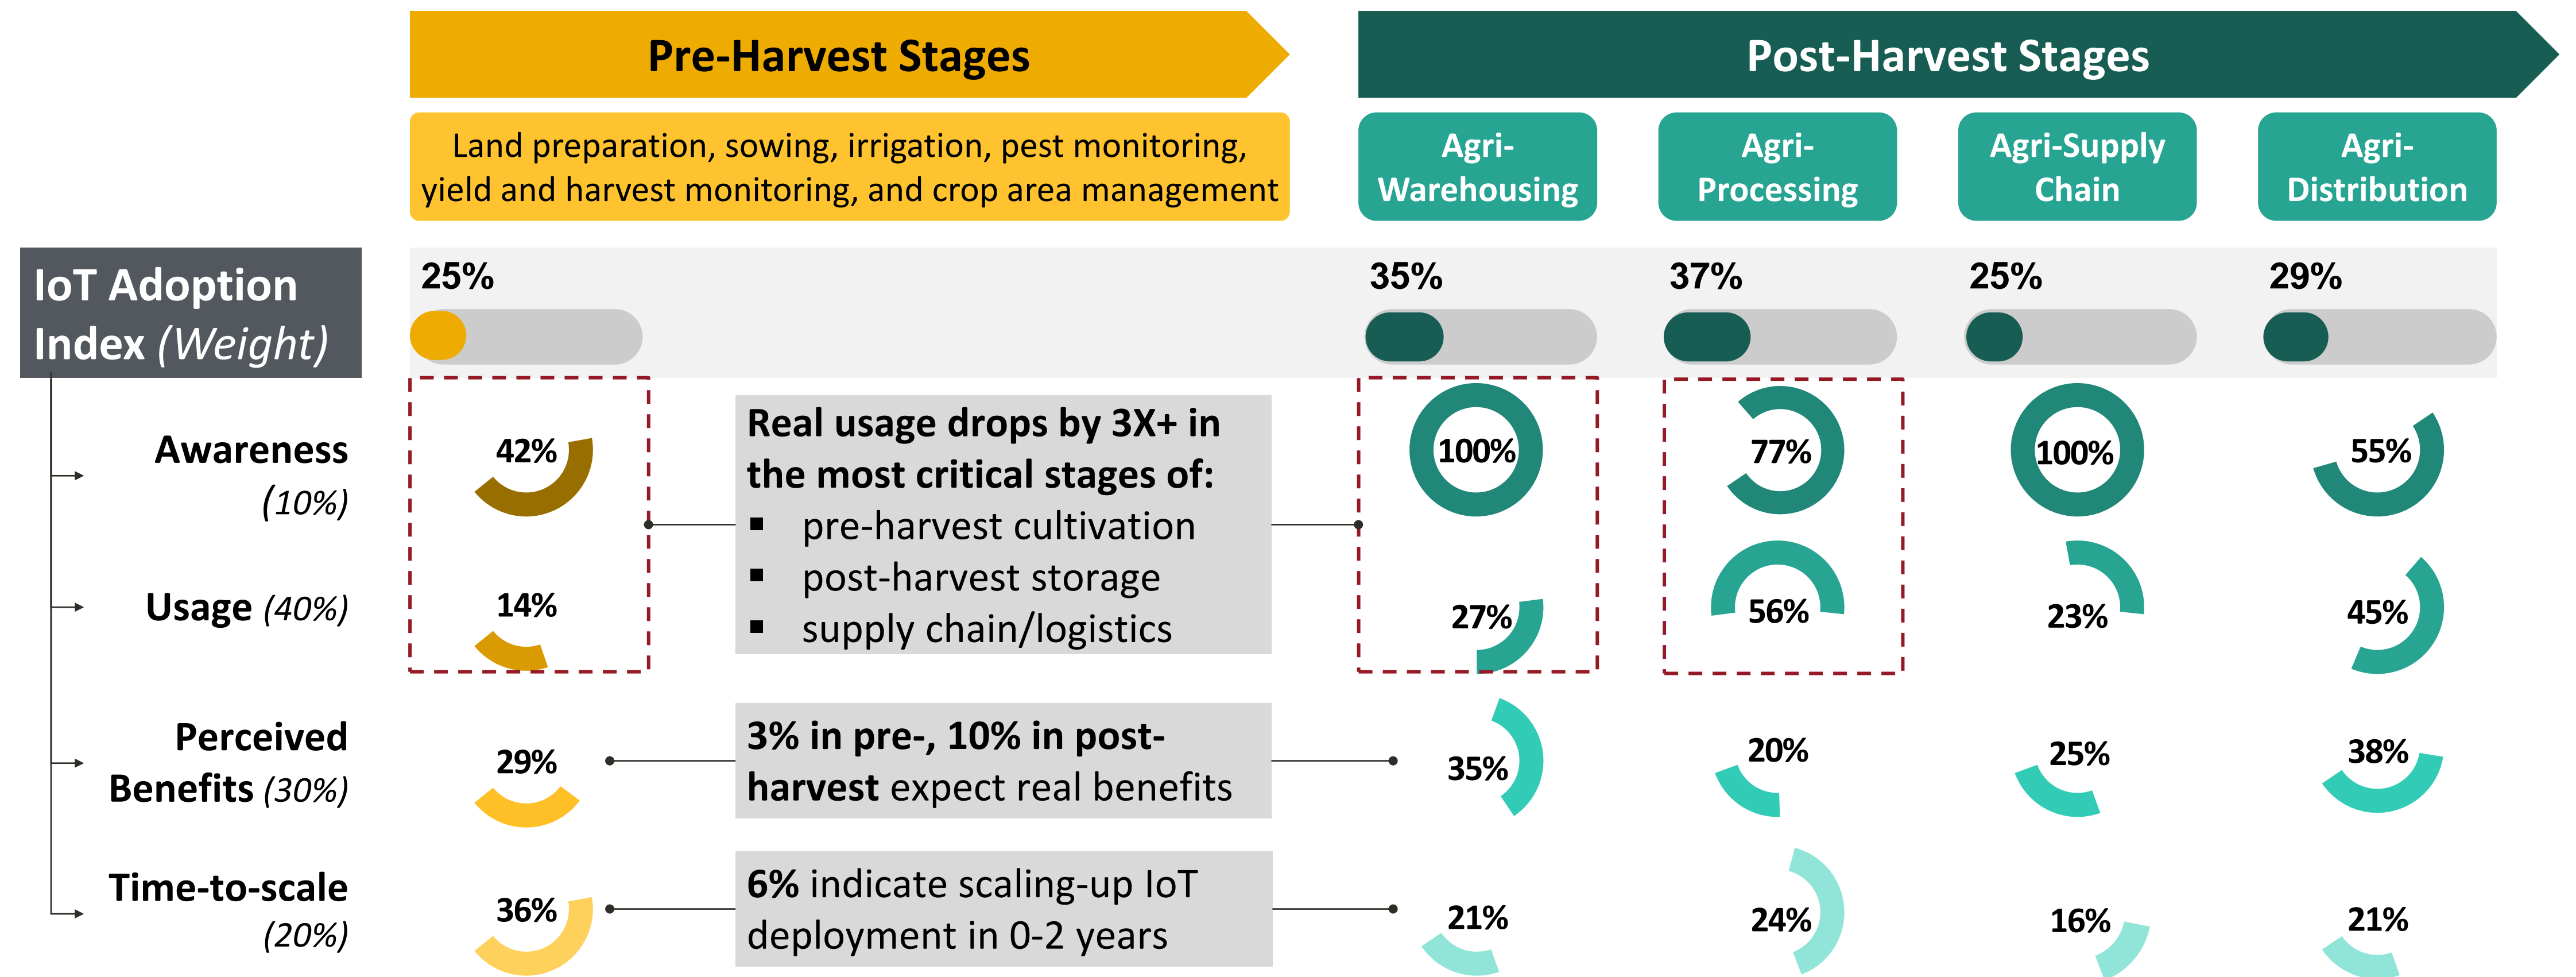 Pre-Harvest Stages
Post-Harvest Stages
Land preparation, sowing, irrigation, pest monitoring,
yield and harvest monitoring, and crop area management
Agri-
Warehousing
Agri-
Processing
Agri-Supply
Chain
Agri-
Distribution
IoT Adoption
Index (Weight)
25%
35%
37%
25%
29%
Awareness
(10%)
42%
Real usage drops by 3X+ in
the most critical stages of:
▪ pre-harvest cultivation
▪ post-harvest storage
▪ supply chain/logistics
100%
77%
100%
55%
Usage (40%)
14%
27%
56%
23%
45%
Perceived
Benefits (30%)
29%
3% in pre-, 10% in post-
harvest expect real benefits
35%
20%
25%
38%
Time-to-scale
(20%)
36%
6% indicate scaling-up IoT
deployment in 0-2 years
21%
24%
16%
21%